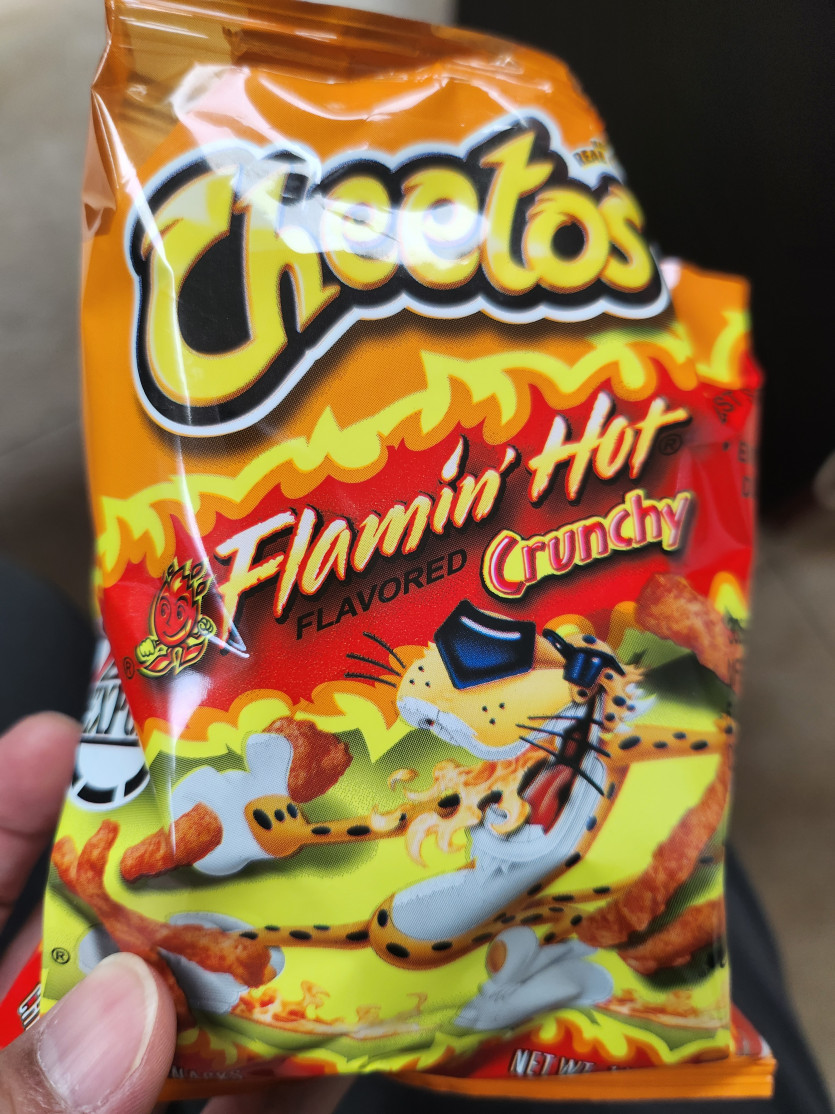 Cheetos
Flamin' Hot®
FLAVORED Crunchy
®
®
NET WT.